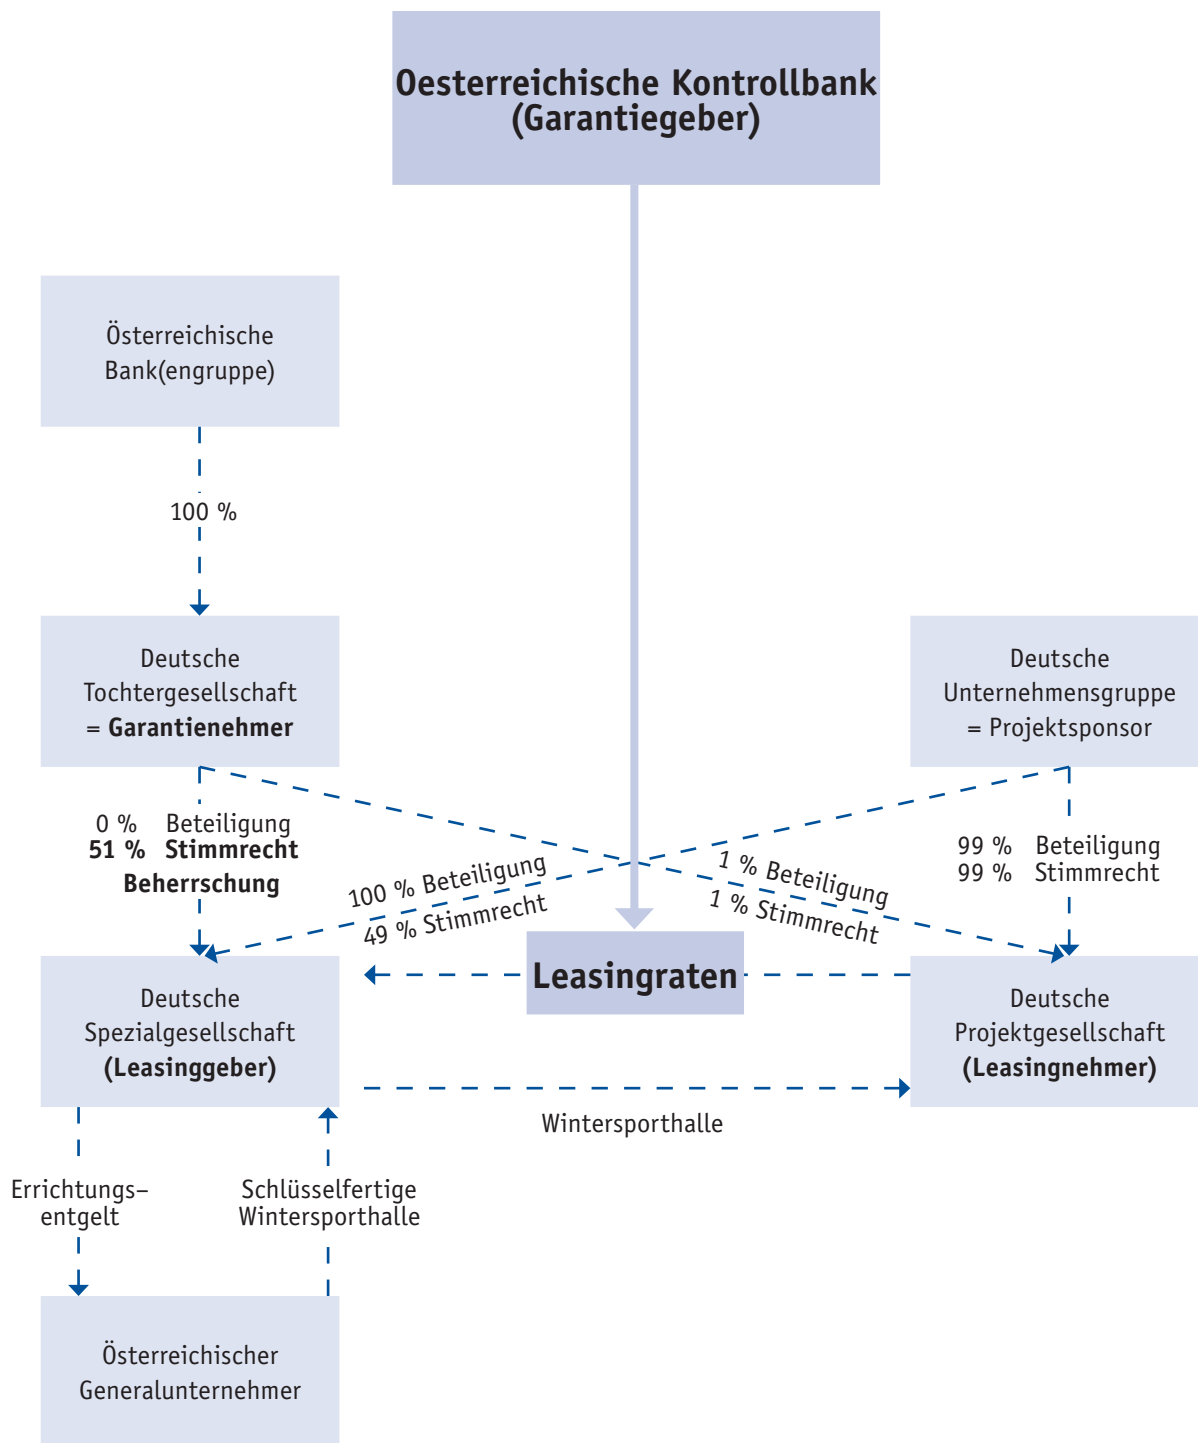 Oesterreichische Kontrollbank
(Garantiegeber)
Österreichische
Bank(engruppe)
100 %
Deutsche
Tochtergesellschaft
= Garantienehmer
Deutsche
Unternehmensgruppe
= Projektsponsor
0 % Beteiligung
51 % Stimmrecht
Beherrschung
100 % Beteiligung
49 % Stimmrecht
1 % Beteiligung
1 % Stimmrecht
99 % Beteiligung
99 % Stimmrecht
Leasingraten
Deutsche
Spezialgesellschaft
(Leasinggeber)
Deutsche
Projektgesellschaft
(Leasingnehmer)
Wintersporthalle
Errichtungs–
entgelt
Schlüsselfertige
Wintersporthalle
Österreichischer
Generalunternehmer